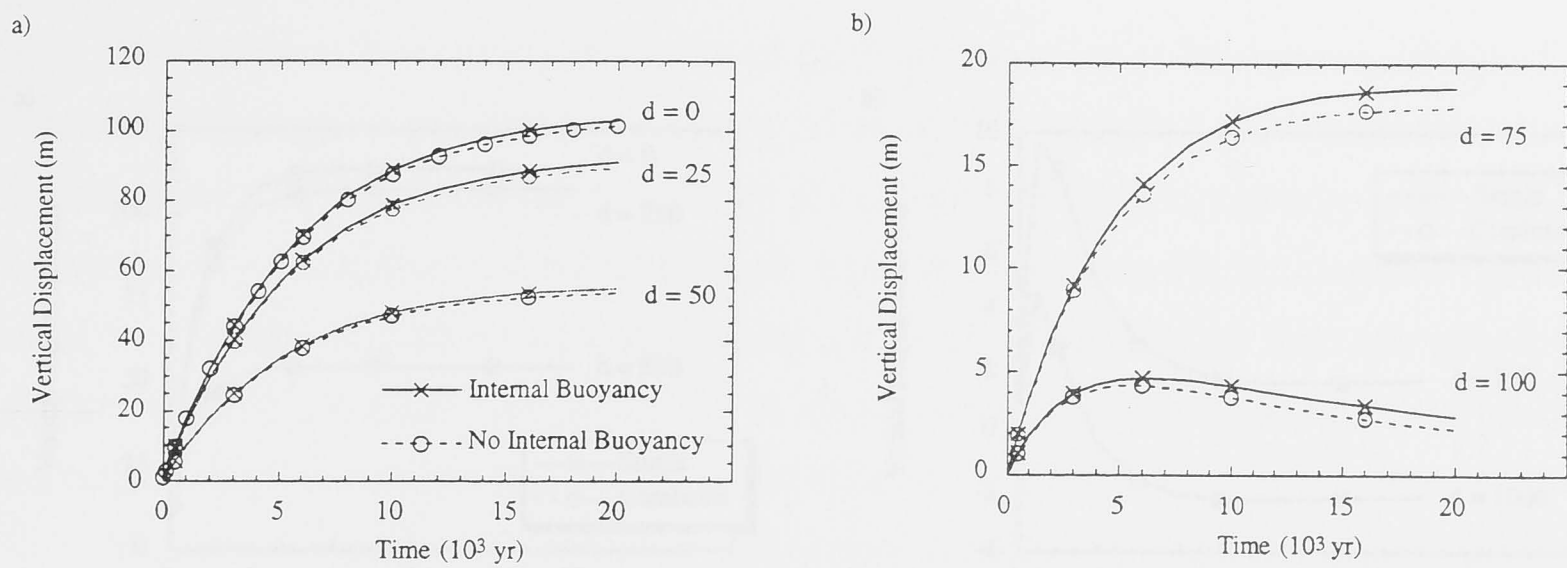 a)
120
100
80
60
40
20
0
Vertical Displacement (m)
d = 0
d = 25
d = 50
Internal Buoyancy
No Internal Buoyancy
0 5 10 15 20
Time (10³ yr)
b)
20
15
10
5
0
Vertical Displacement (m)
d = 75
d = 100
0 5 10 15 20
Time (10³ yr)